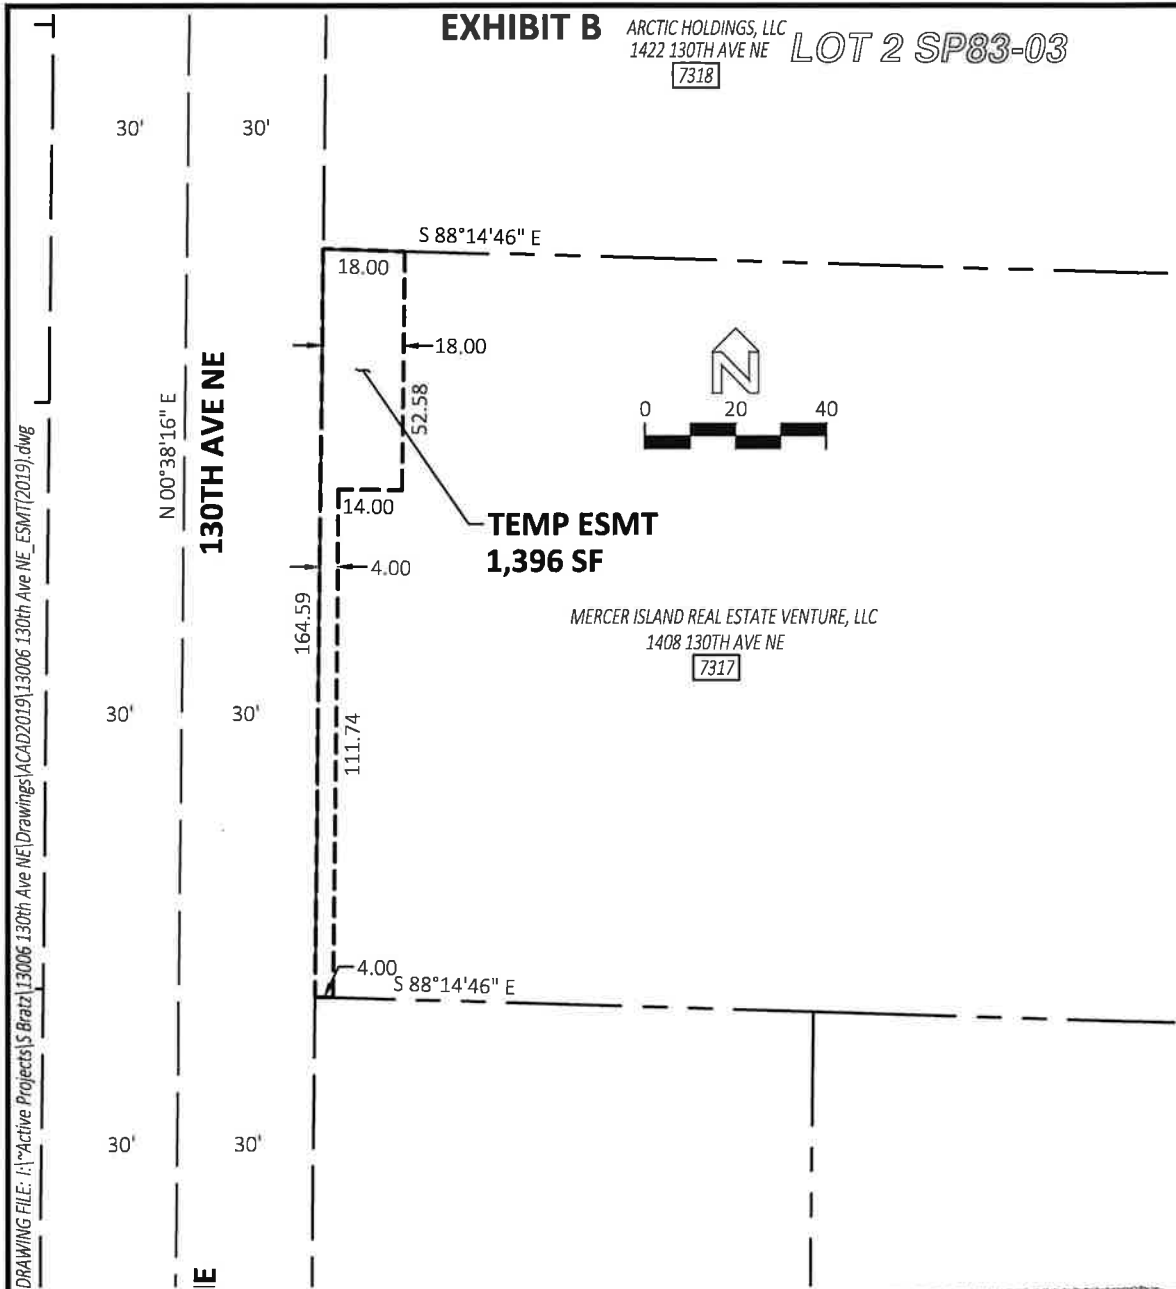 EXHIBIT B
ARCTIC HOLDINGS, LLC
1422 130TH AVE NE
7318
LOT 2 SP83-03
30'
30'
S 88°14'46" E
18.00
18.00
52.58
N 00°38'16" E
130TH AVE NE
0 20 40
N
14.00
TEMP ESMT
1,396 SF
4.00
164.59
MERCER ISLAND REAL ESTATE VENTURE, LLC
1408 130TH AVE NE
7317
30'
30'
111.74
4.00
S 88°14'46" E
30'
30'
DRAWING FILE: I:\~Active Projects\S Bratz\13006 130th Ave NE\Drawings\ACAD2019\13006 130th Ave NE_ESMT(2019).dwg